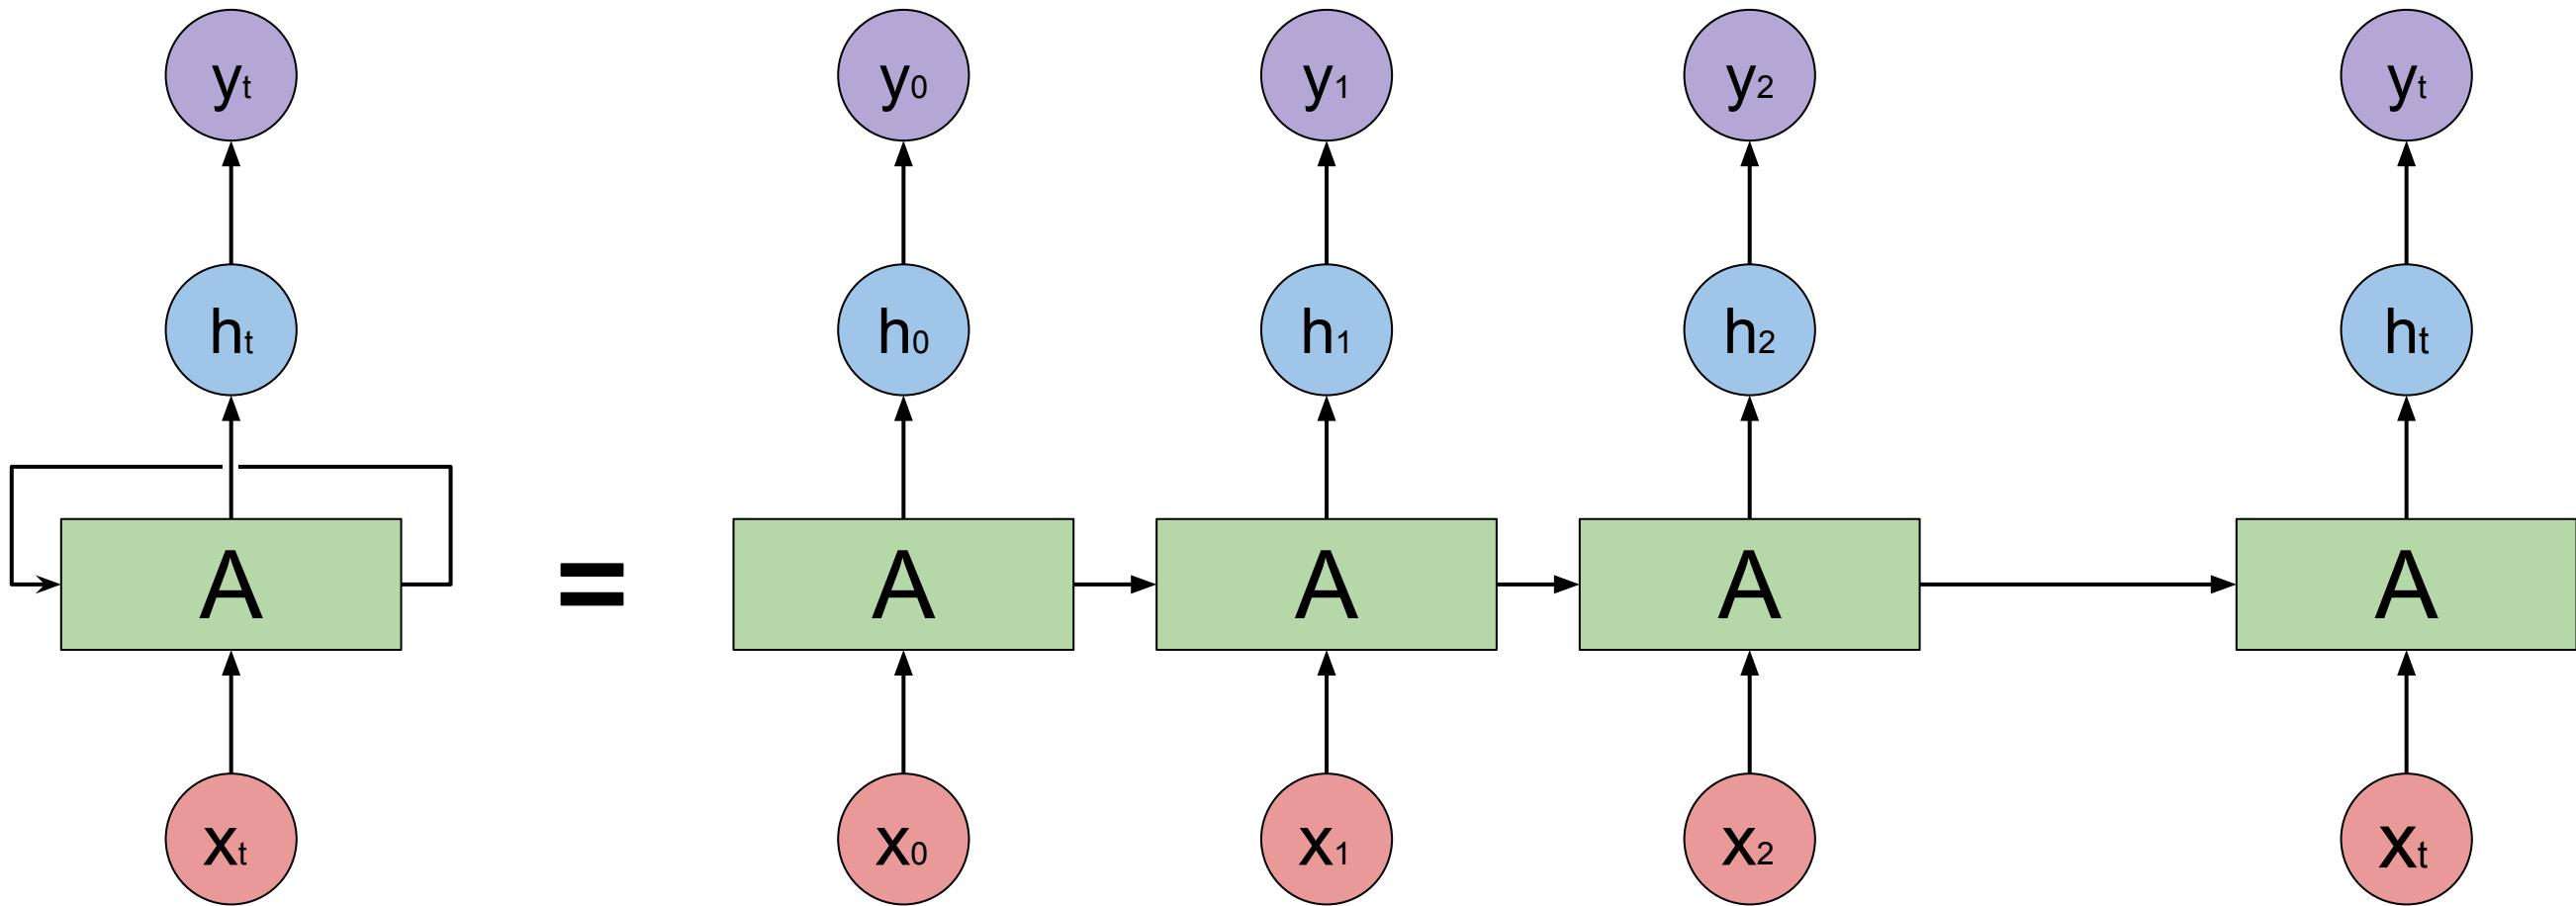 yt y0 y1 y2 yt
ht h0 h1 h2 ht
A = A A A A
xt x0 x1 x2 xt